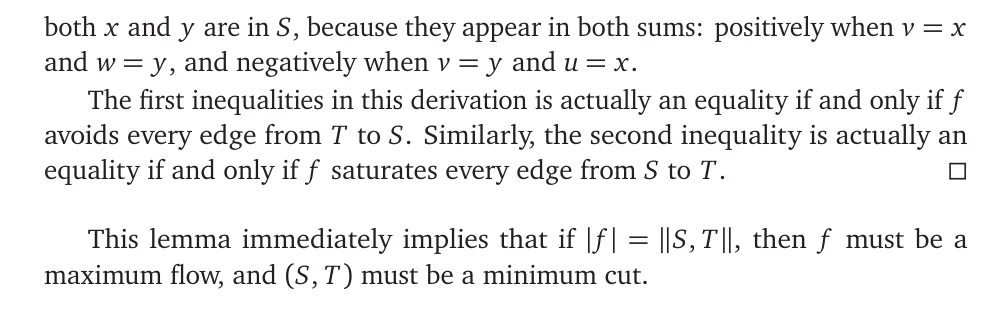 both x and y are in S, because they appear in both sums: positively when v = x
and w = y, and negatively when v = y and u = x.
The first inequalities in this derivation is actually an equality if and only if f
avoids every edge from T to S. Similarly, the second inequality is actually an
equality if and only if f saturates every edge from S to T. □
This lemma immediately implies that if |f| = ‖S, T‖, then f must be a
maximum flow, and (S, T) must be a minimum cut.